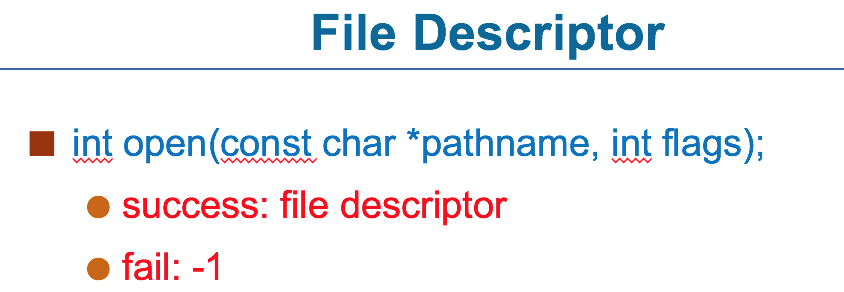 File Descriptor
int open(const char *pathname, int flags);
success: file descriptor
fail: -1